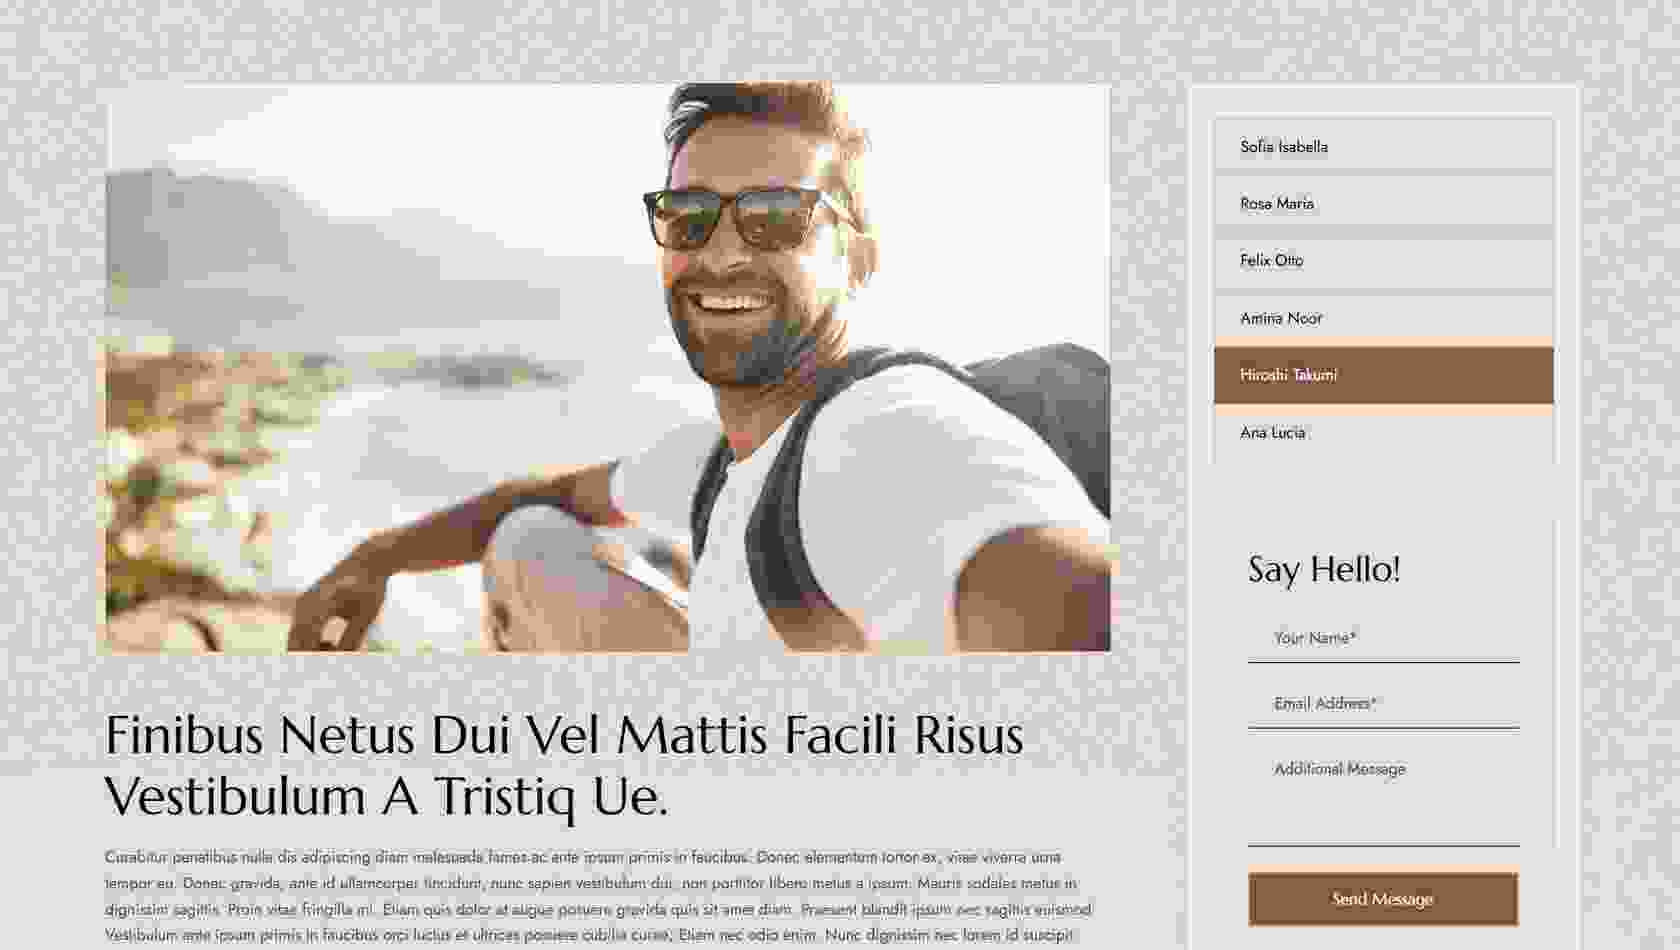 Sofia Isabella
Rosa Maria
Felix Otto
Amina Noor
Hiroshi Takumi
Ana Lucia
Say Hello!
Your Name*
Email Address*
Additional Message
Send Message
Finibus Netus Dui Vel Mattis Facili Risus
Vestibulum A Tristiq Ue.
Curabitur penatibus nulla dis adipiscing diam malesuada fames ac ante ipsum primis in faucibus. Donec elementum tortor ex, vitae viverra urna
tempor eu. Donec gravida, ante id ullamcorper tincidunt, nunc sapien vestibulum dui, non porttitor libero metus a ipsum. Mauris sodales metus in
dignissim sagittis. Proin vitae fringilla mi. Etiam quis dolor at augue posuere gravida quis sit amet diam. Praesent blandit ipsum nec sagittis euismod.
Vestibulum ante ipsum primis in faucibus orci luctus et ultrices posuere cubilia curae; Etiam nec odio enim. Nunc dignissim nec lorem id suscipit.